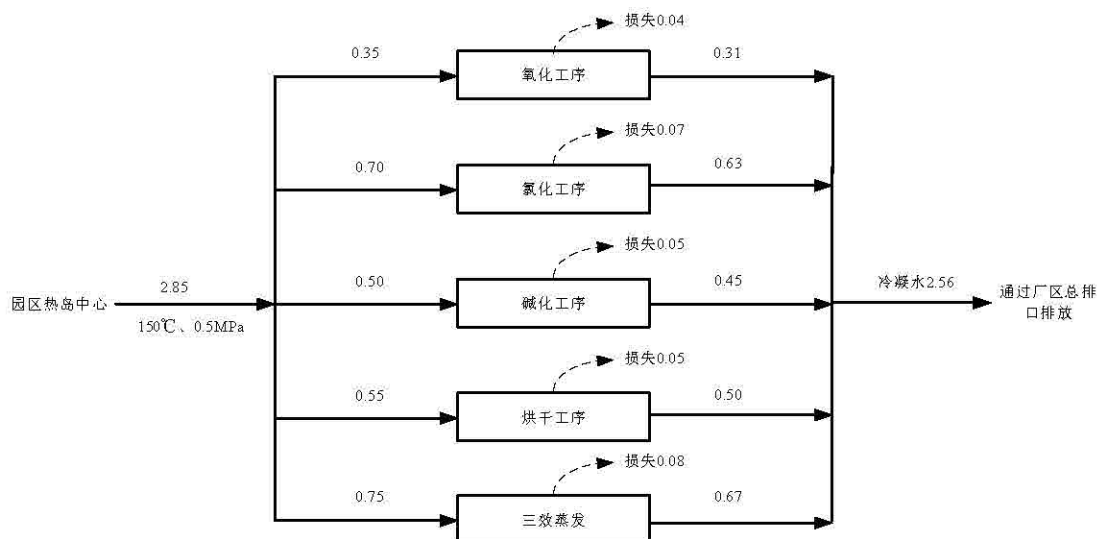 损失0.04
0.35
氧化工序
0.31
损失0.07
0.70
氯化工序
0.63
损失0.05
0.50
碱化工序
0.45
园区热岛中心
2.85
150℃、0.5MPa
冷凝水2.56
通过厂区总排
口排放
损失0.05
0.55
烘干工序
0.50
损失0.08
0.75
三效蒸发
0.67